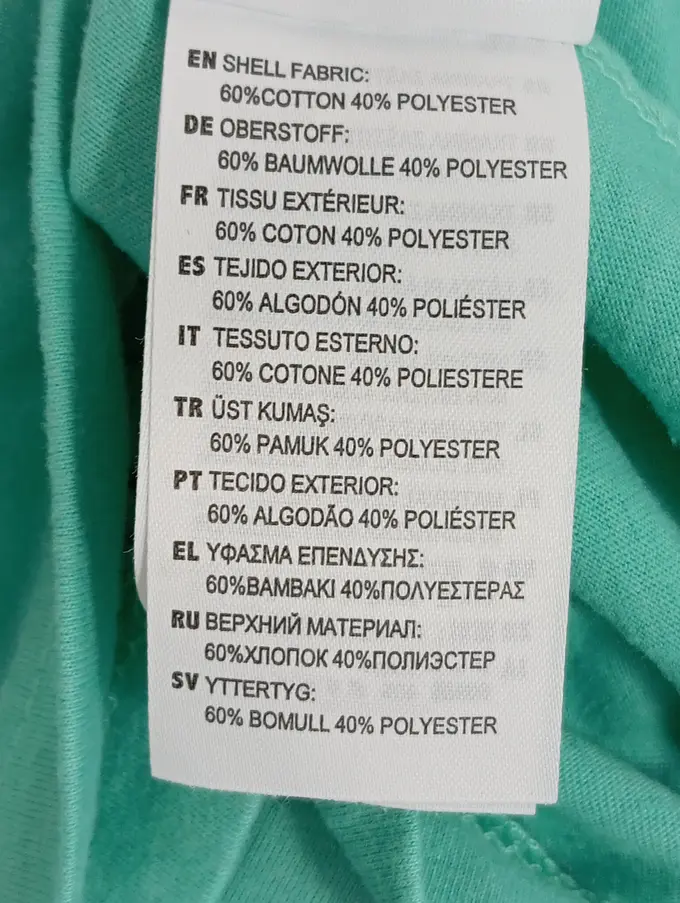 EN SHELL FABRIC:
60%COTTON 40% POLYESTER
DE OBERSTOFF:
60% BAUMWOLLE 40% POLYESTER
FR TISSU EXTÉRIEUR:
60% COTON 40% POLYESTER
ES TEJIDO EXTERIOR:
60% ALGODÓN 40% POLIÉSTER
IT TESSUTO ESTERNO:
60% COTONE 40% POLIESTERE
TR ÜST KUMAŞ:
60% PAMUK 40% POLYESTER
PT TECIDO EXTERIOR:
60% ALGODÃO 40% POLIÉSTER
EL ΥΦΑΣΜΑ ΕΠΕΝΔΥΣΗΣ:
60%ΒΑΜΒΑΚΙ 40%ΠΟΛΥΕΣΤΕΡΑΣ
RU ВЕРХНИЙ МАТЕРИАЛ:
60%ХЛОПОК 40%ПОЛИЭСТЕР
SV YTTERTYG:
60% BOMULL 40% POLYESTER